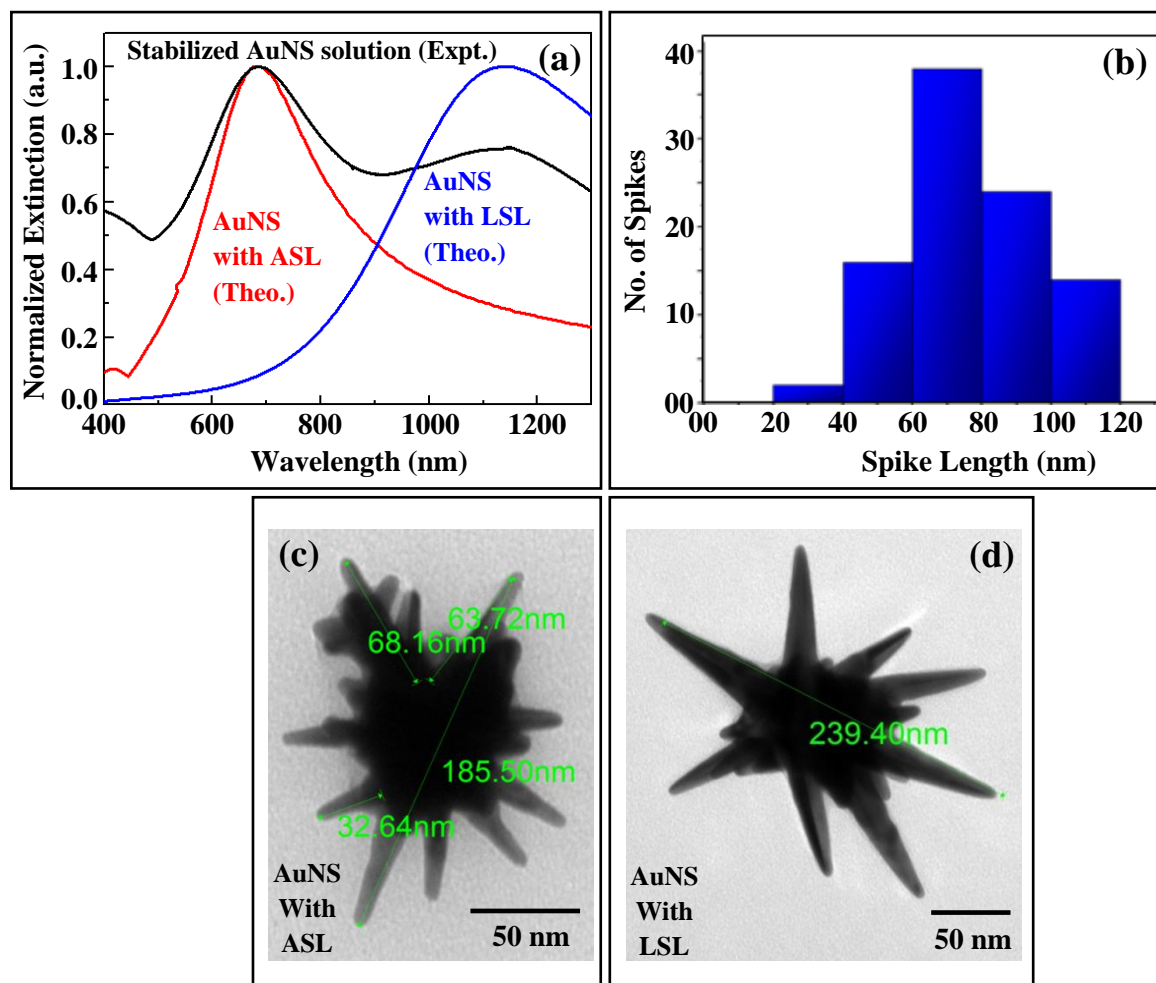 Stabilized AuNS solution (Expt.)
(a)
Normalized Extinction (a.u.)
1.0
0.8
0.6
0.4
0.2
0.0
AuNS
with ASL
(Theo.)
AuNS
with LSL
(Theo.)
400 600 800 1000 1200
Wavelength (nm)
(b)
No. of Spikes
40
30
20
10
00
00 20 40 60 80 100 120
Spike Length (nm)
(c)
63.72nm
68.16nm
185.50nm
32.64nm
AuNS
With
ASL
50 nm
(d)
239.40nm
AuNS
With
LSL
50 nm